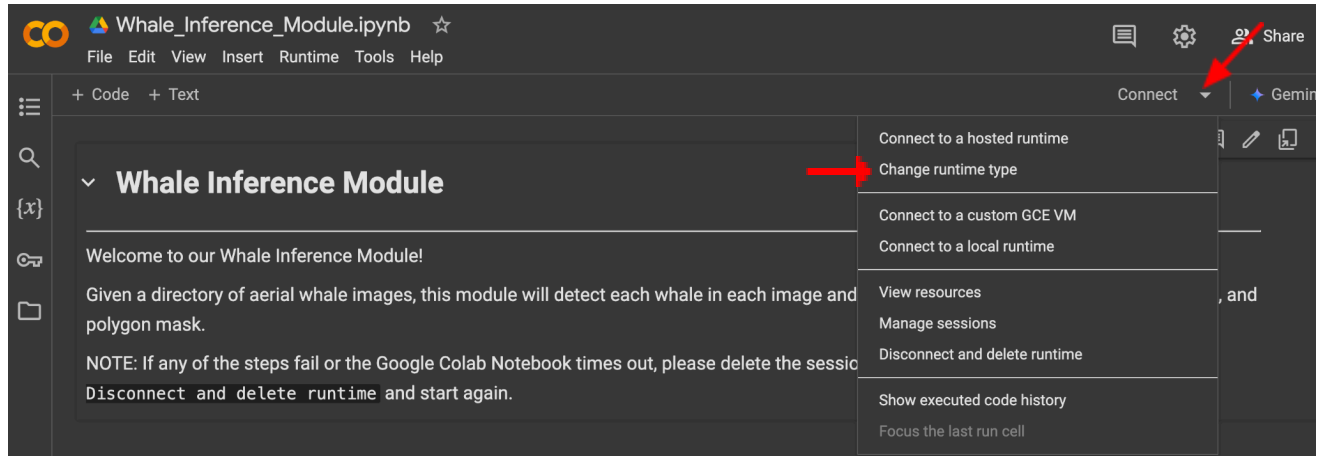 Whale_Inference_Module.ipynb
File Edit View Insert Runtime Tools Help
Share
+ Code + Text
Connect
Gemin
Connect to a hosted runtime
Change runtime type
Connect to a custom GCE VM
Connect to a local runtime
View resources
Manage sessions
Disconnect and delete runtime
Show executed code history
Focus the last run cell
{x}
Whale Inference Module
Welcome to our Whale Inference Module!
Given a directory of aerial whale images, this module will detect each whale in each image and , and
polygon mask.
NOTE: If any of the steps fail or the Google Colab Notebook times out, please delete the sessio
Disconnect and delete runtime and start again.